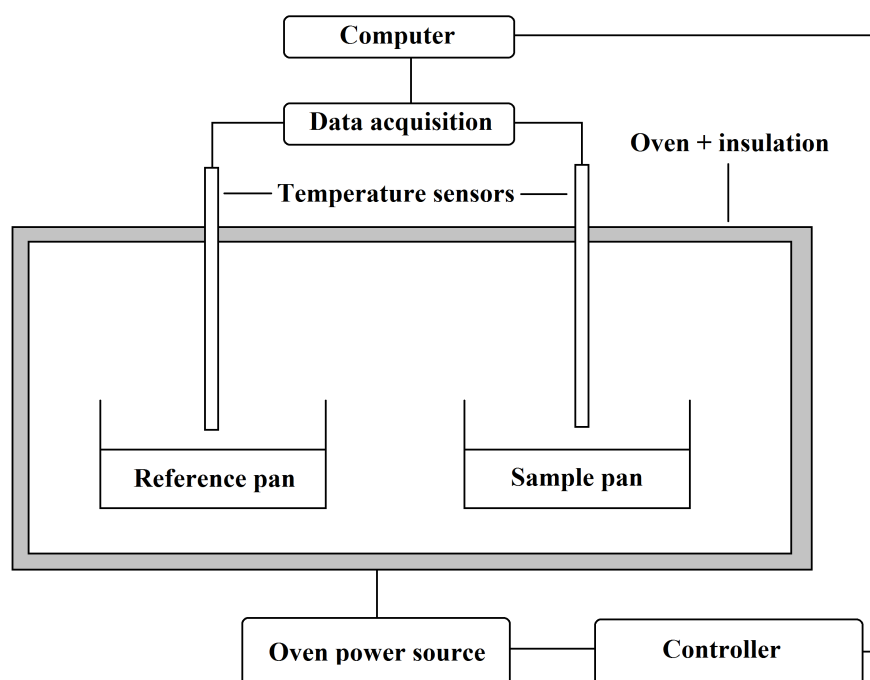 Computer
Data acquisition
Oven + insulation
Temperature sensors
Reference pan
Sample pan
Oven power source
Controller